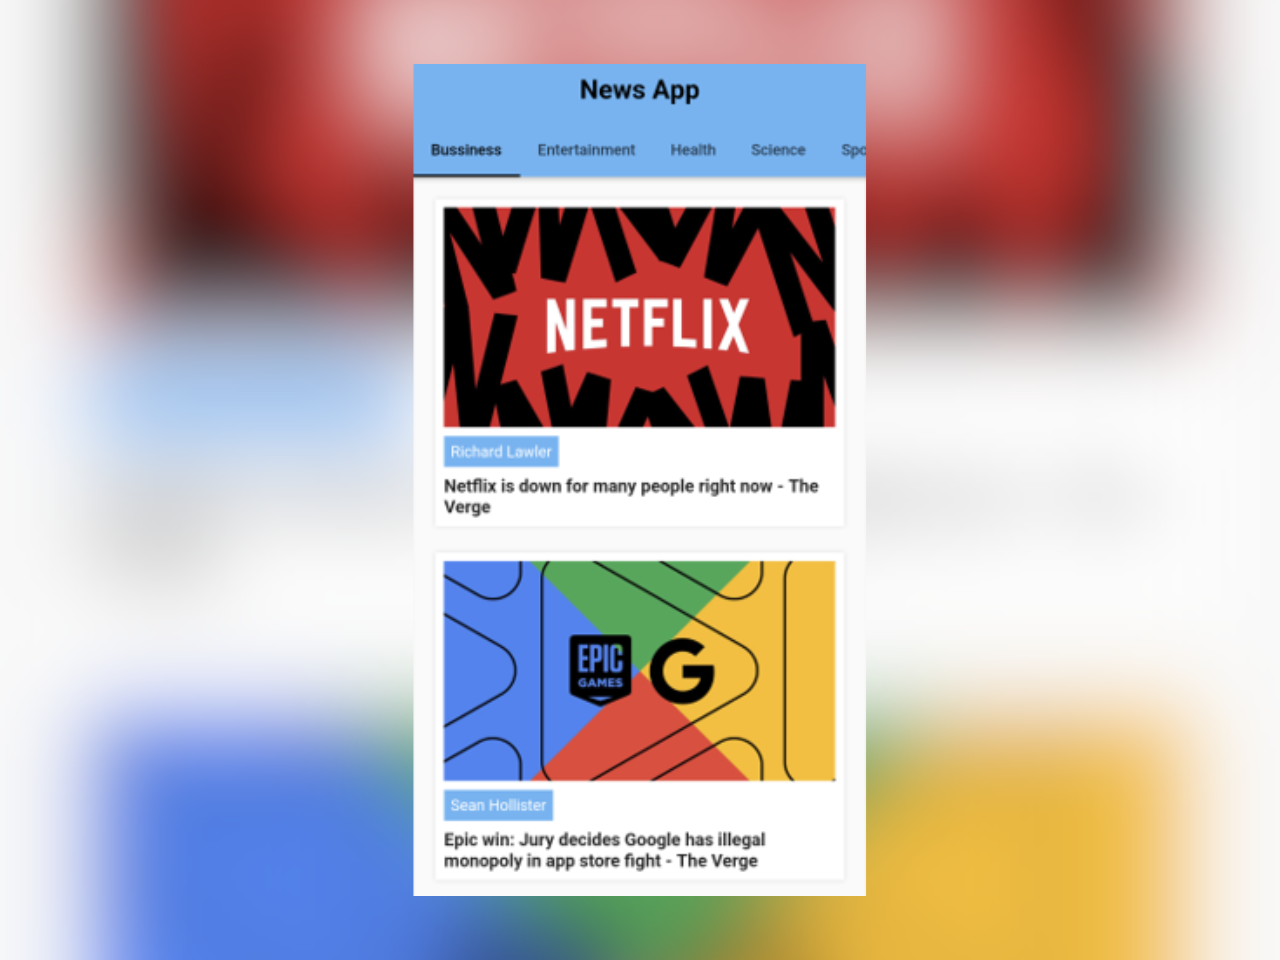 News App
Bussiness Entertainment Health Science Spo
NETFLIX
Richard Lawler
Netflix is down for many people right now - The
Verge
EPIC
GAMES
G
Sean Hollister
Epic win: Jury decides Google has illegal
monopoly in app store fight - The Verge